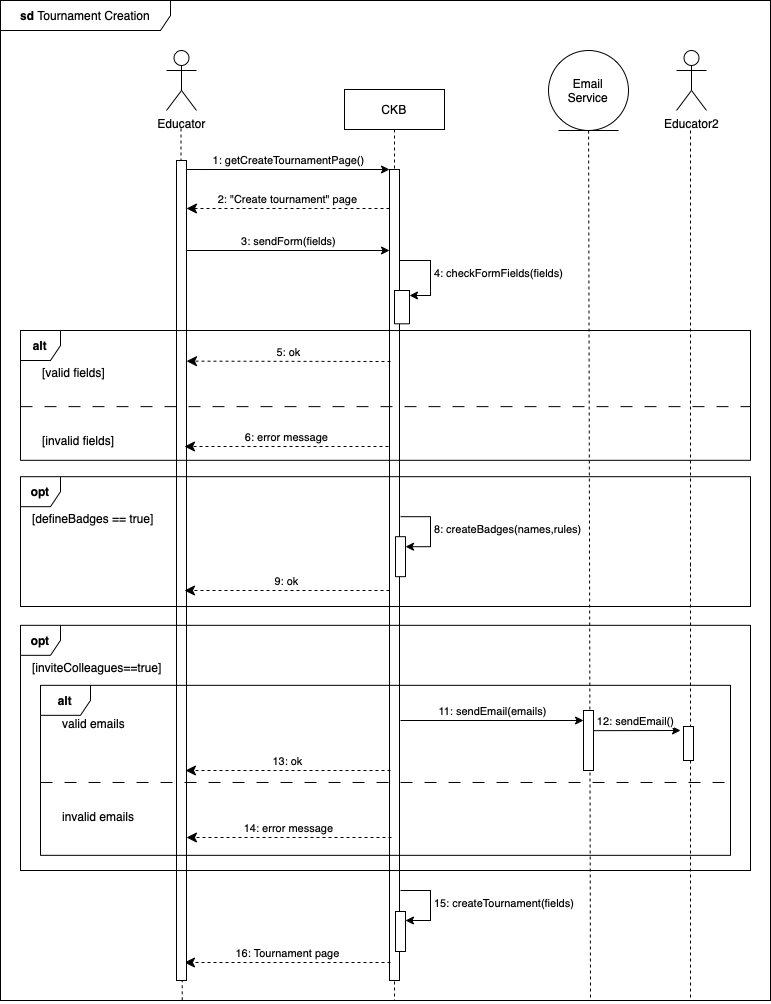 sd Tournament Creation
Educator
CKB
Email
Service
Educator2
1: getCreateTournamentPage()
2: "Create tournament" page
3: sendForm(fields)
4: checkFormFields(fields)
alt
5: ok
[valid fields]
[invalid fields]
6: error message
opt
[defineBadges == true]
8: createBadges(names,rules)
9: ok
opt
[inviteColleagues==true]
alt
valid emails
11: sendEmail(emails)
12: sendEmail()
13: ok
invalid emails
14: error message
15: createTournament(fields)
16: Tournament page